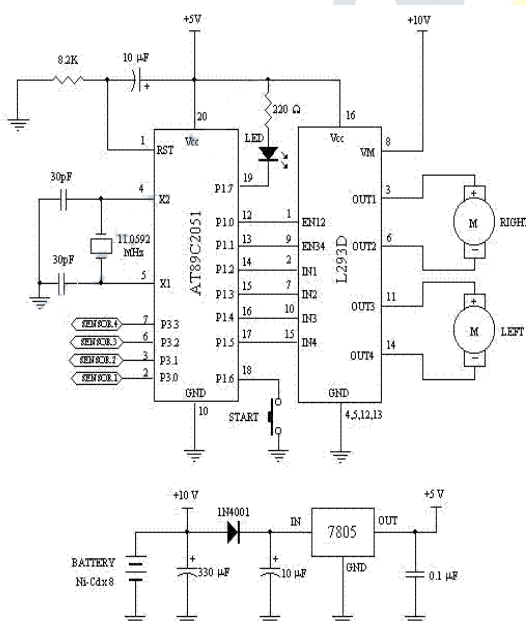 +5V
+10V
8.2K
10 µF
+
20
Vcc
220 Ω
LED
16
Vcc
8
VM
1
RST
30pF
4
X2
19
P1.7
3
OUT1
+
M
-
RIGHT
12
P1.0
1
EN12
11.0592
MHz
13
P1.1
9
EN34
6
OUT2
AT89C2051
L293D
14
P1.2
2
IN1
30pF
5
X1
15
P1.3
7
IN2
11
OUT3
+
M
-
LEFT
SENSOR.4
7
P3.3
16
P1.4
10
IN3
SENSOR.3
6
P3.2
17
P1.5
15
IN4
14
OUT4
SENSOR.2
3
P3.1
SENSOR.1
2
P3.0
18
P1.6
GND
10
START
GND
4,5,12,13
+10 V
1N4001
IN
7805
OUT
+5 V
GND
BATTERY
Ni-Cdx8
+
330 µF
+
10 µF
0.1 µF